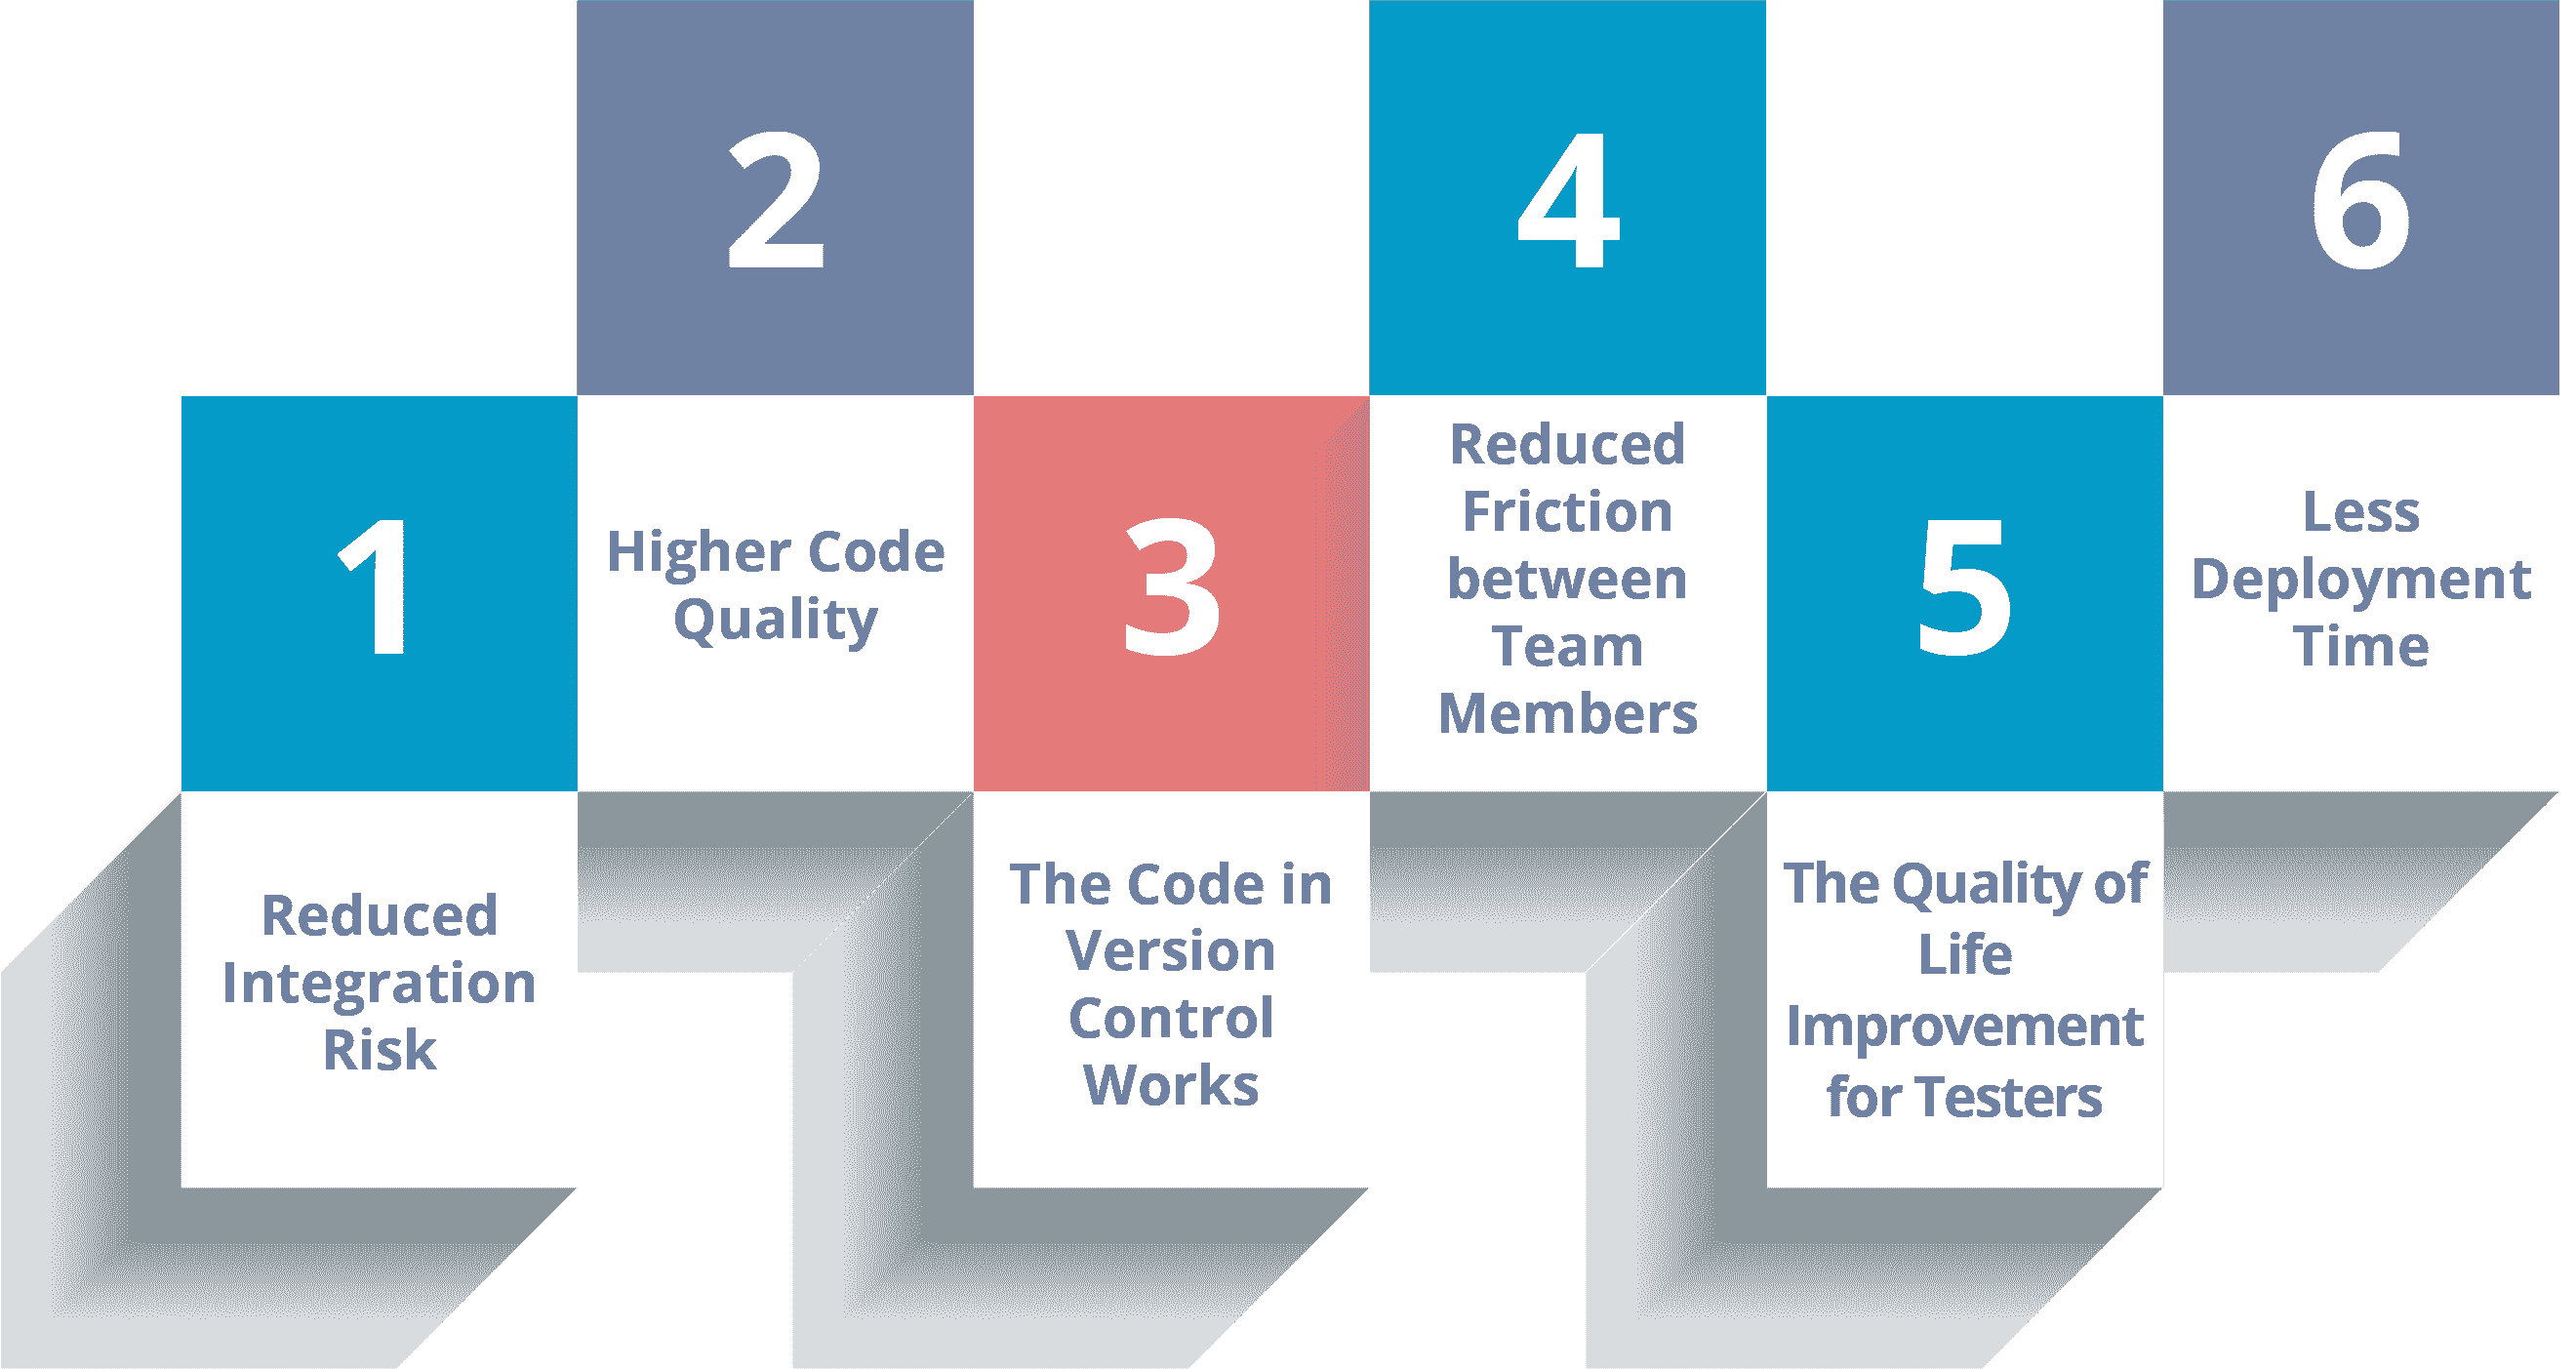 1
Reduced
Integration
Risk
2
Higher Code
Quality
3
The Code in
Version
Control
Works
4
Reduced
Friction
between
Team
Members
5
The Quality of
Life
Improvement
for Testers
6
Less
Deployment
Time